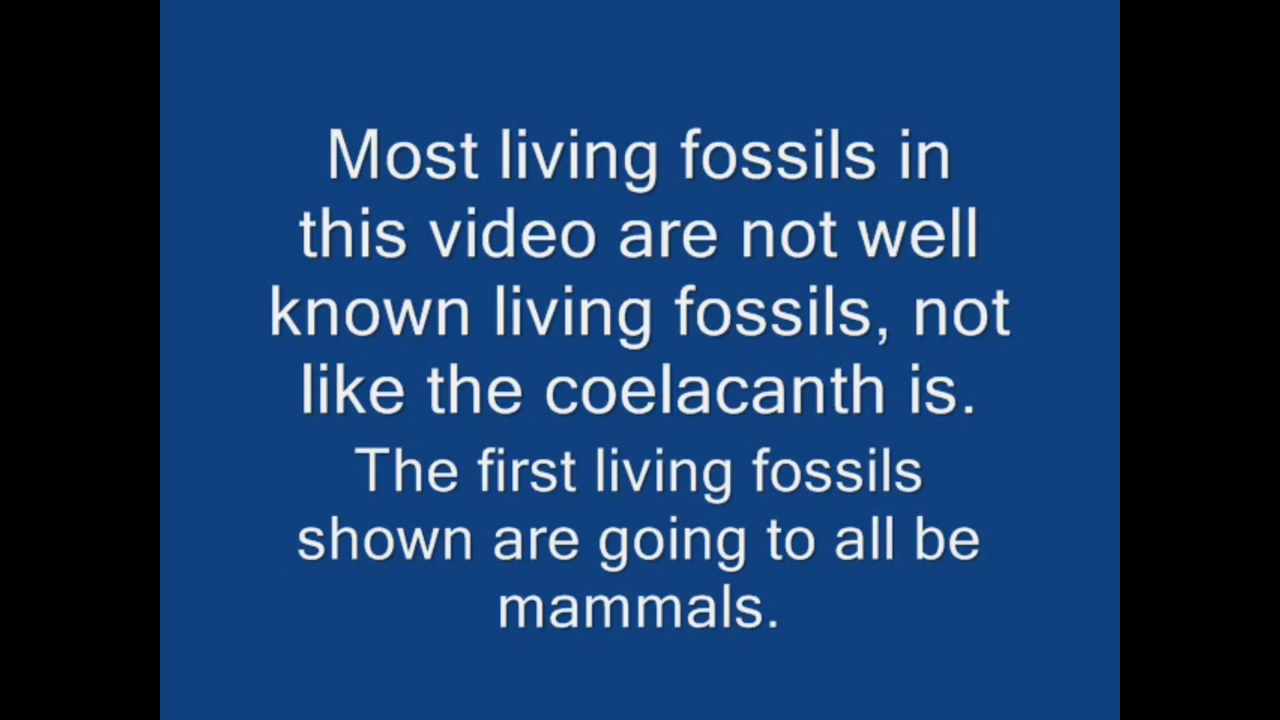 Most living fossils in
this video are not well
known living fossils, not
like the coelacanth is.
The first living fossils
shown are going to all be
mammals.